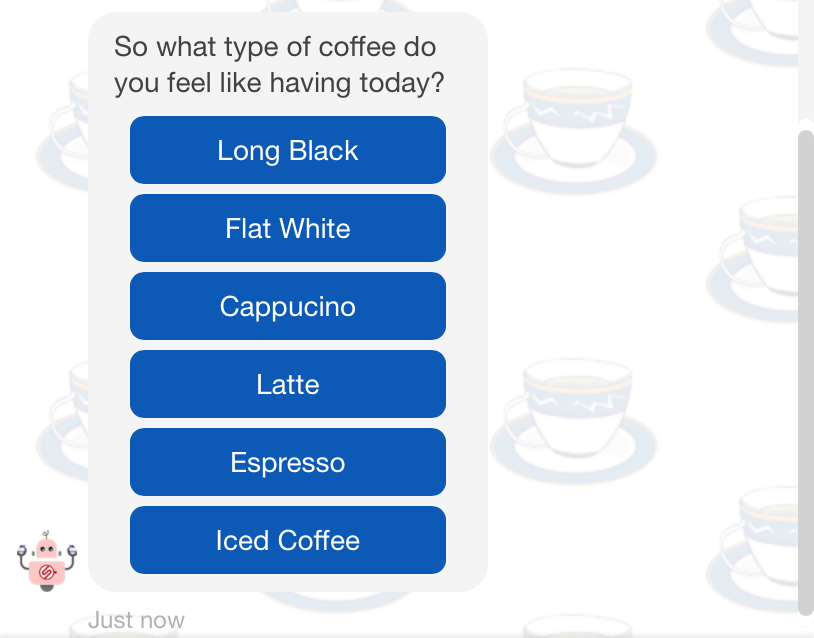 So what type of coffee do
you feel like having today?
Long Black
Flat White
Cappucino
Latte
Espresso
Iced Coffee
Just now